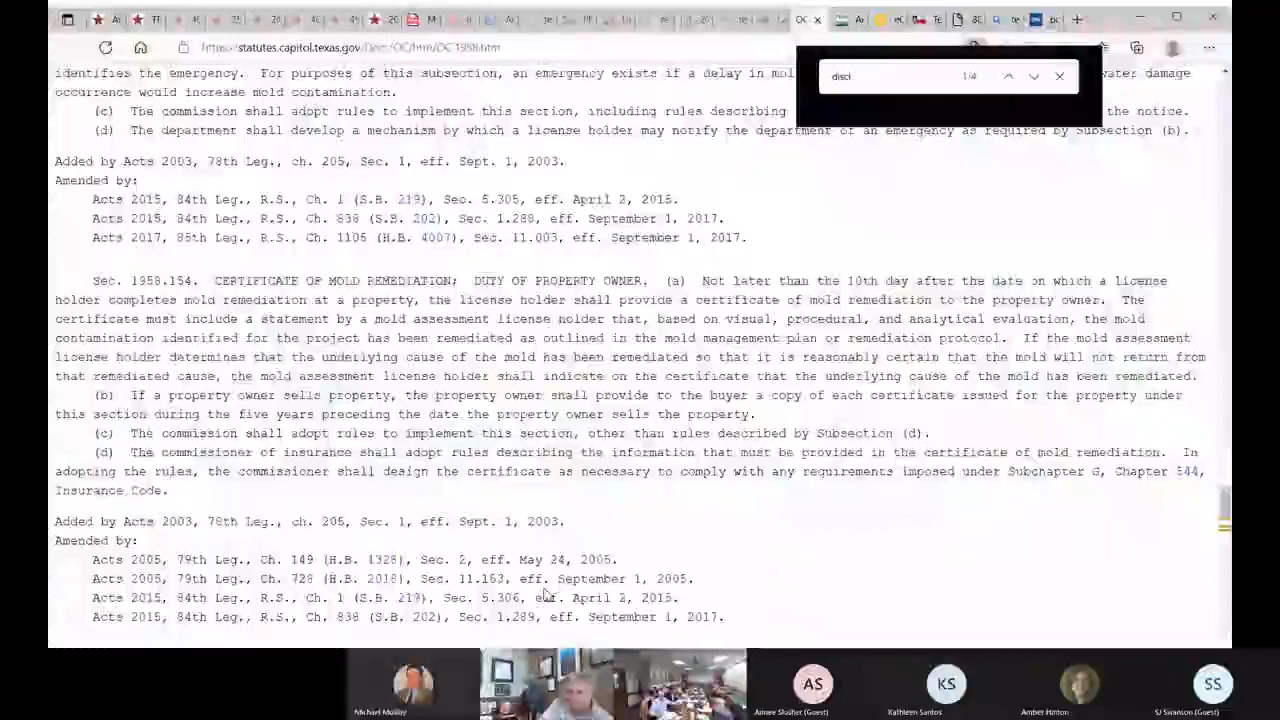 https://statutes.capitol.texas.gov/Docs/OC/htm/OC.1958.htm
disci 1/4
identifies the emergency. For purposes of this subsection, an emergency exists if a delay in mol water damage
occurrence would increase mold contamination.
(c) The commission shall adopt rules to implement this section, including rules describing the notice.
(d) The department shall develop a mechanism by which a license holder may notify the department of an emergency as required by Subsection (b).
Added by Acts 2003, 78th Leg., ch. 205, Sec. 1, eff. Sept. 1, 2003.
Amended by:
Acts 2015, 84th Leg., R.S., Ch. 1 (S.B. 219), Sec. 5.305, eff. April 2, 2015.
Acts 2015, 84th Leg., R.S., Ch. 838 (S.B. 202), Sec. 1.288, eff. September 1, 2017.
Acts 2017, 85th Leg., R.S., Ch. 1105 (H.B. 4007), Sec. 11.003, eff. September 1, 2017.
Sec. 1958.154. CERTIFICATE OF MOLD REMEDIATION; DUTY OF PROPERTY OWNER. (a) Not later than the 10th day after the date on which a license
holder completes mold remediation at a property, the license holder shall provide a certificate of mold remediation to the property owner. The
certificate must include a statement by a mold assessment license holder that, based on visual, procedural, and analytical evaluation, the mold
contamination identified for the project has been remediated as outlined in the mold management plan or remediation protocol. If the mold assessment
license holder determines that the underlying cause of the mold has been remediated so that it is reasonably certain that the mold will not return from
that remediated cause, the mold assessment license holder shall indicate on the certificate that the underlying cause of the mold has been remediated.
(b) If a property owner sells property, the property owner shall provide to the buyer a copy of each certificate issued for the property under
this section during the five years preceding the date the property owner sells the property.
(c) The commission shall adopt rules to implement this section, other than rules described by Subsection (d).
(d) The commissioner of insurance shall adopt rules describing the information that must be provided in the certificate of mold remediation. In
adopting the rules, the commissioner shall design the certificate as necessary to comply with any requirements imposed under Subchapter G, Chapter 544,
Insurance Code.
Added by Acts 2003, 78th Leg., ch. 205, Sec. 1, eff. Sept. 1, 2003.
Amended by:
Acts 2005, 79th Leg., Ch. 149 (H.B. 1328), Sec. 2, eff. May 24, 2005.
Acts 2005, 79th Leg., Ch. 728 (H.B. 2018), Sec. 11.153, eff. September 1, 2005.
Acts 2015, 84th Leg., R.S., Ch. 1 (S.B. 219), Sec. 5.306, eff. April 2, 2015.
Acts 2015, 84th Leg., R.S., Ch. 838 (S.B. 202), Sec. 1.289, eff. September 1, 2017.
AS KS SS
Michael Aimee Slusher (Guest) Kathleen Santos Amber Hinton SJ Swanson (Guest)